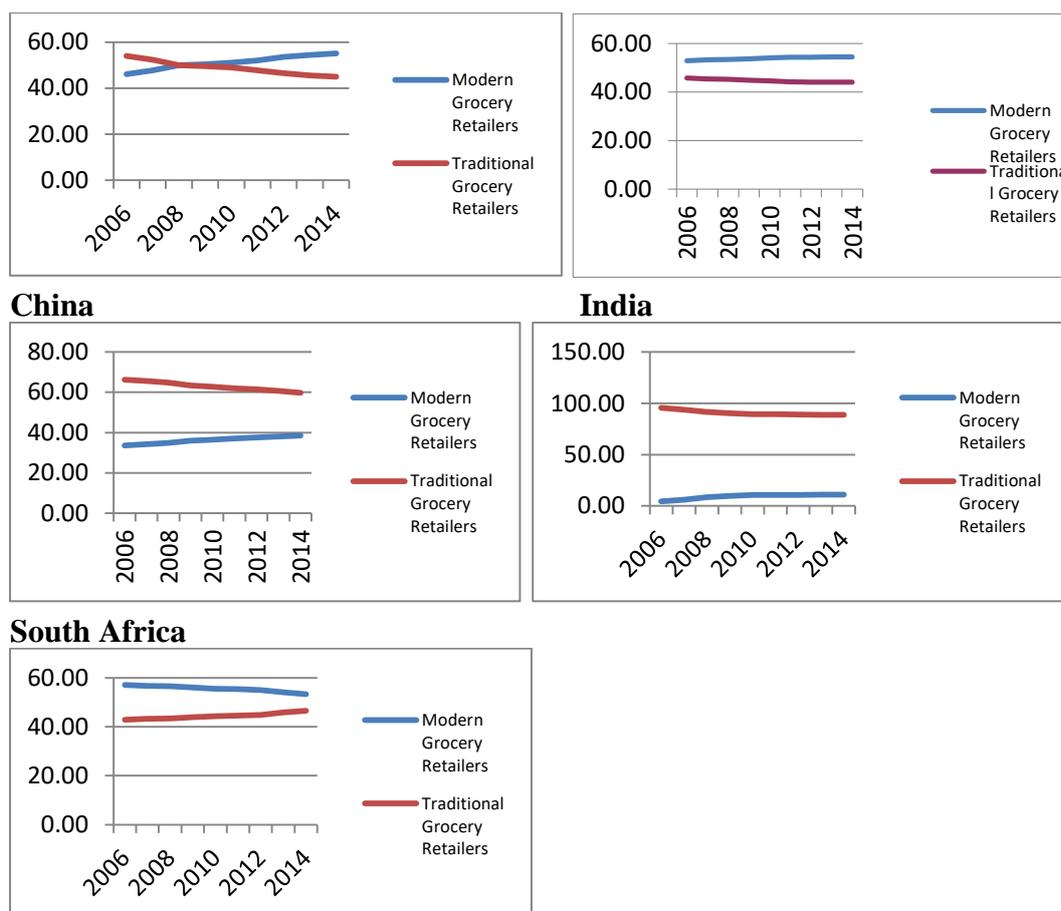 60.00
40.00
20.00
0.00
2006
2008
2010
2012
2014
Modern
Grocery
Retailers
Traditional
Grocery
Retailers
60.00
40.00
20.00
0.00
2006
2008
2010
2012
2014
Modern
Grocery
Retailers
Traditiona
l Grocery
Retailers
China
India
80.00
60.00
40.00
20.00
0.00
2006
2008
2010
2012
2014
Modern
Grocery
Retailers
Traditional
Grocery
Retailers
150.00
100.00
50.00
0.00
2006
2008
2010
2012
2014
Modern
Grocery
Retailers
Traditional
Grocery
Retailers
South Africa
60.00
40.00
20.00
0.00
2006
2008
2010
2012
2014
Modern
Grocery
Retailers
Traditional
Grocery
Retailers